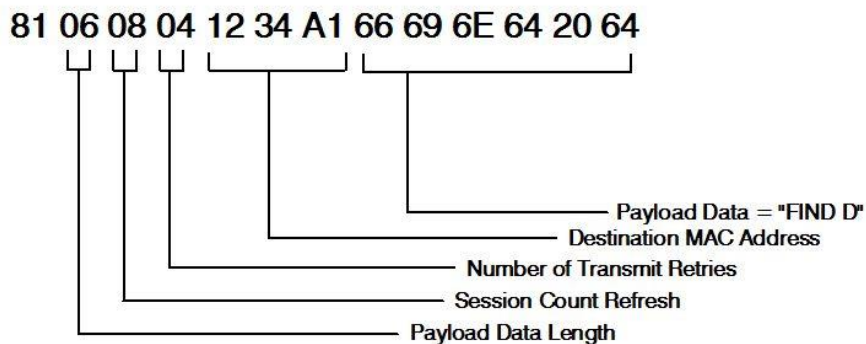 81 06 08 04 12 34 A1 66 69 6E 64 20 64
Payload Data = "FIND D"
Destination MAC Address
Number of Transmit Retries
Session Count Refresh
Payload Data Length